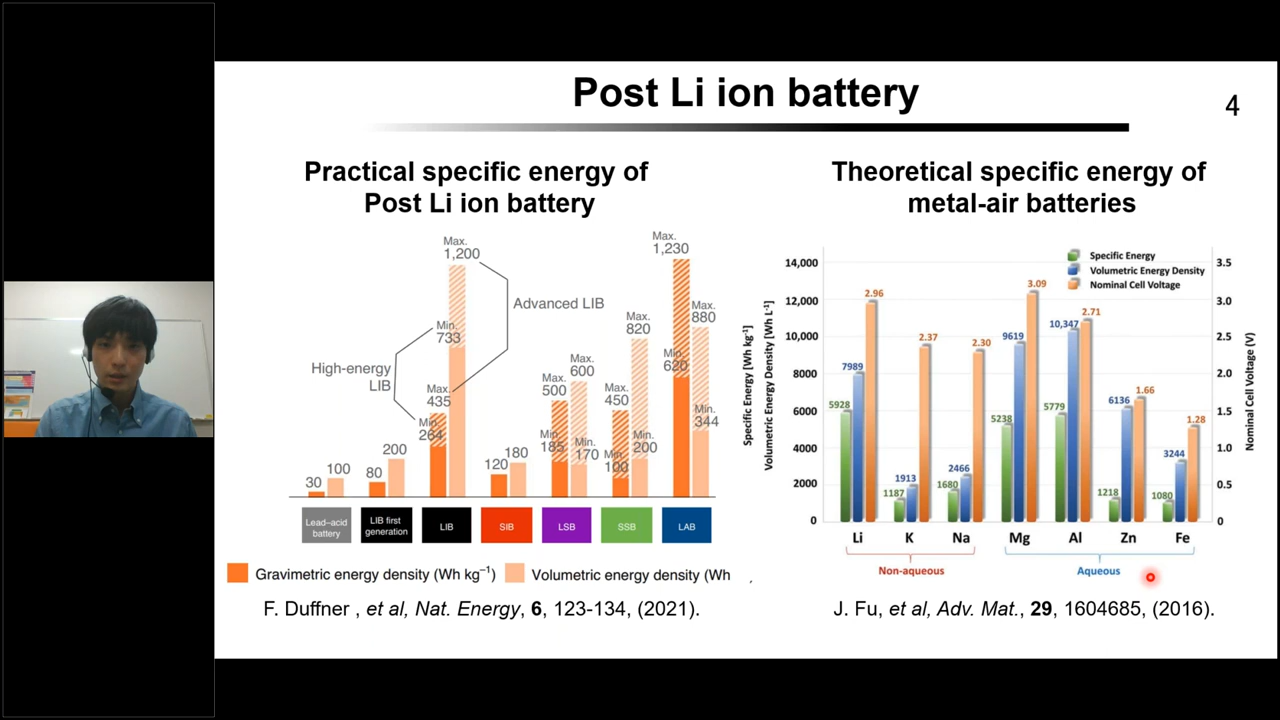 Post Li ion battery
4
Practical specific energy of
Post Li ion battery
Max.
1,200
Min.
733
Max.
435
Min.
264
High-energy
LIB
Advanced LIB
30
100
80
200
120
180
Max.
500
Min.
185
Max.
600
Min.
170
Max.
450
Min.
100
Max.
820
Min.
200
Max.
1,230
Min.
620
Max.
880
Min.
344
Lead–acid
battery
LIB first
generation
LIB
SIB
LSB
SSB
LAB
Gravimetric energy density (Wh kg⁻¹)
Volumetric energy density (Wh
F. Duffner , et al, Nat. Energy, 6, 123-134, (2021).
Theoretical specific energy of
metal-air batteries
Specific Energy
Volumetric Energy Density
Nominal Cell Voltage
Specific Energy [Wh kg⁻¹]
Volumetric Energy Density [Wh L⁻¹]
14,000
12,000
10,000
8000
6000
4000
2000
0
5928
7989
2.96
1187
1913
2.37
1680
2466
2.30
5238
9619
3.09
5779
10,347
2.71
1218
6136
1.66
1080
3244
1.28
3.5
3.0
2.5
2.0
1.5
1.0
0.5
0
Nominal Cell Voltage (V)
Li
K
Na
Mg
Al
Zn
Fe
Non-aqueous
Aqueous
J. Fu, et al, Adv. Mat., 29, 1604685, (2016).